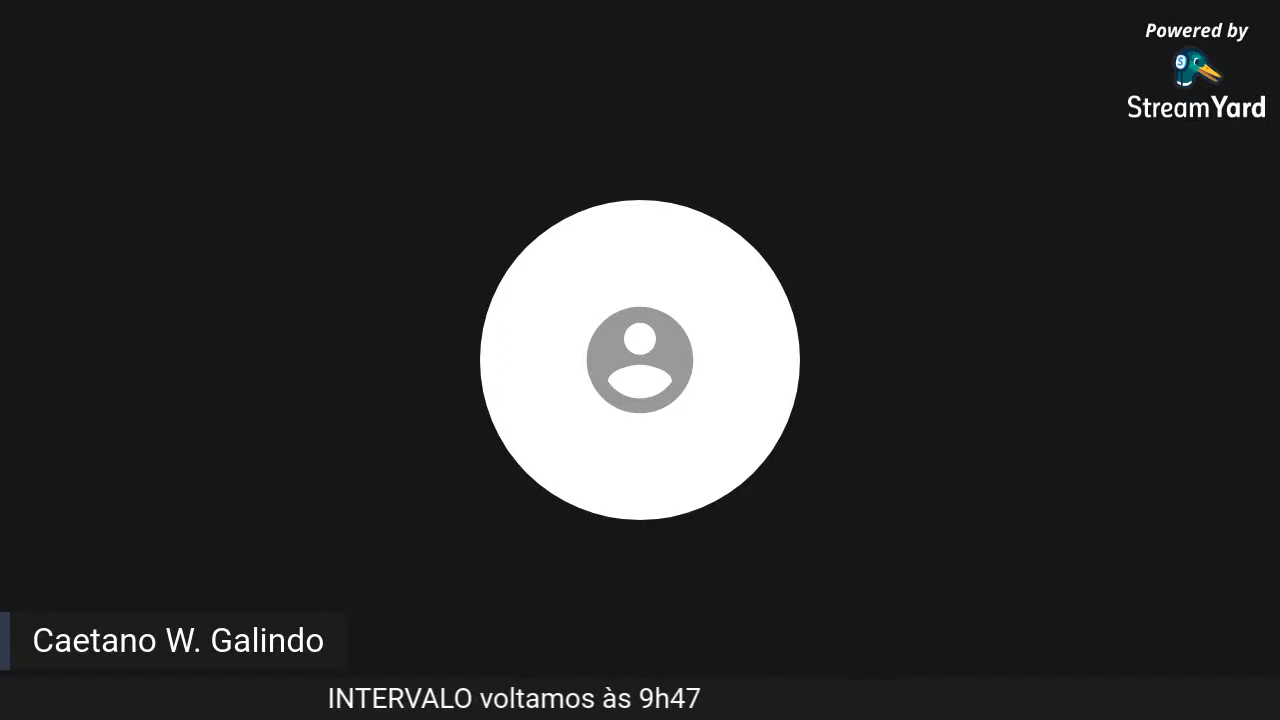 Powered by
S
StreamYard
Caetano W. Galindo
INTERVALO voltamos às 9h47